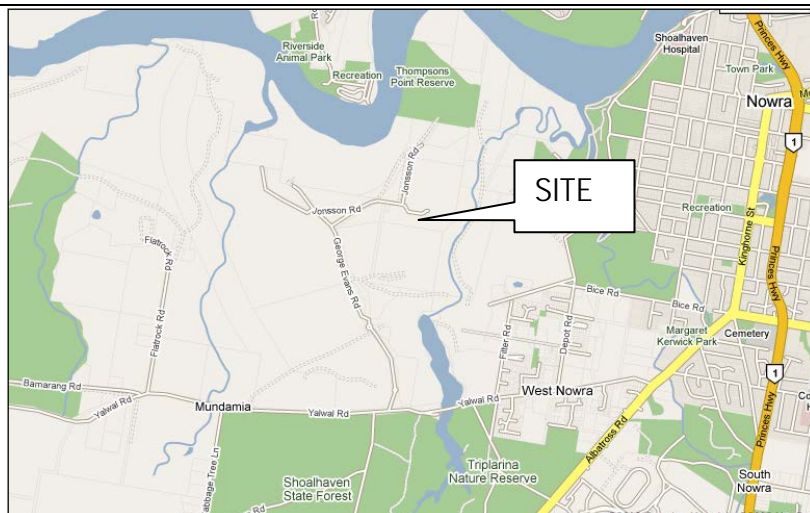 Riverside
Animal Park
Recreation
Thompsons
Point Reserve
Shoalhaven
Hospital
Princes Hwy
Town Park
Nowra
1
SITE
Jonsson Rd
Jonsson Rd
Flatrock Rd
George Evans Rd
Recreation
Kinghorne St
Princes Hwy
Bice Rd
Bice Rd
Flatrock Rd
Filter Rd
Depot Rd
Margaret
Kerwick Park
Cemetery
1
Bamarang Rd
Yalwal Rd
Mundamia
Yalwal Rd
Yalwal Rd
West Nowra
Albatross Rd
Princes Hwy
Shoalhaven
State Forest
Triplarina
Nature Reserve
South
Nowra